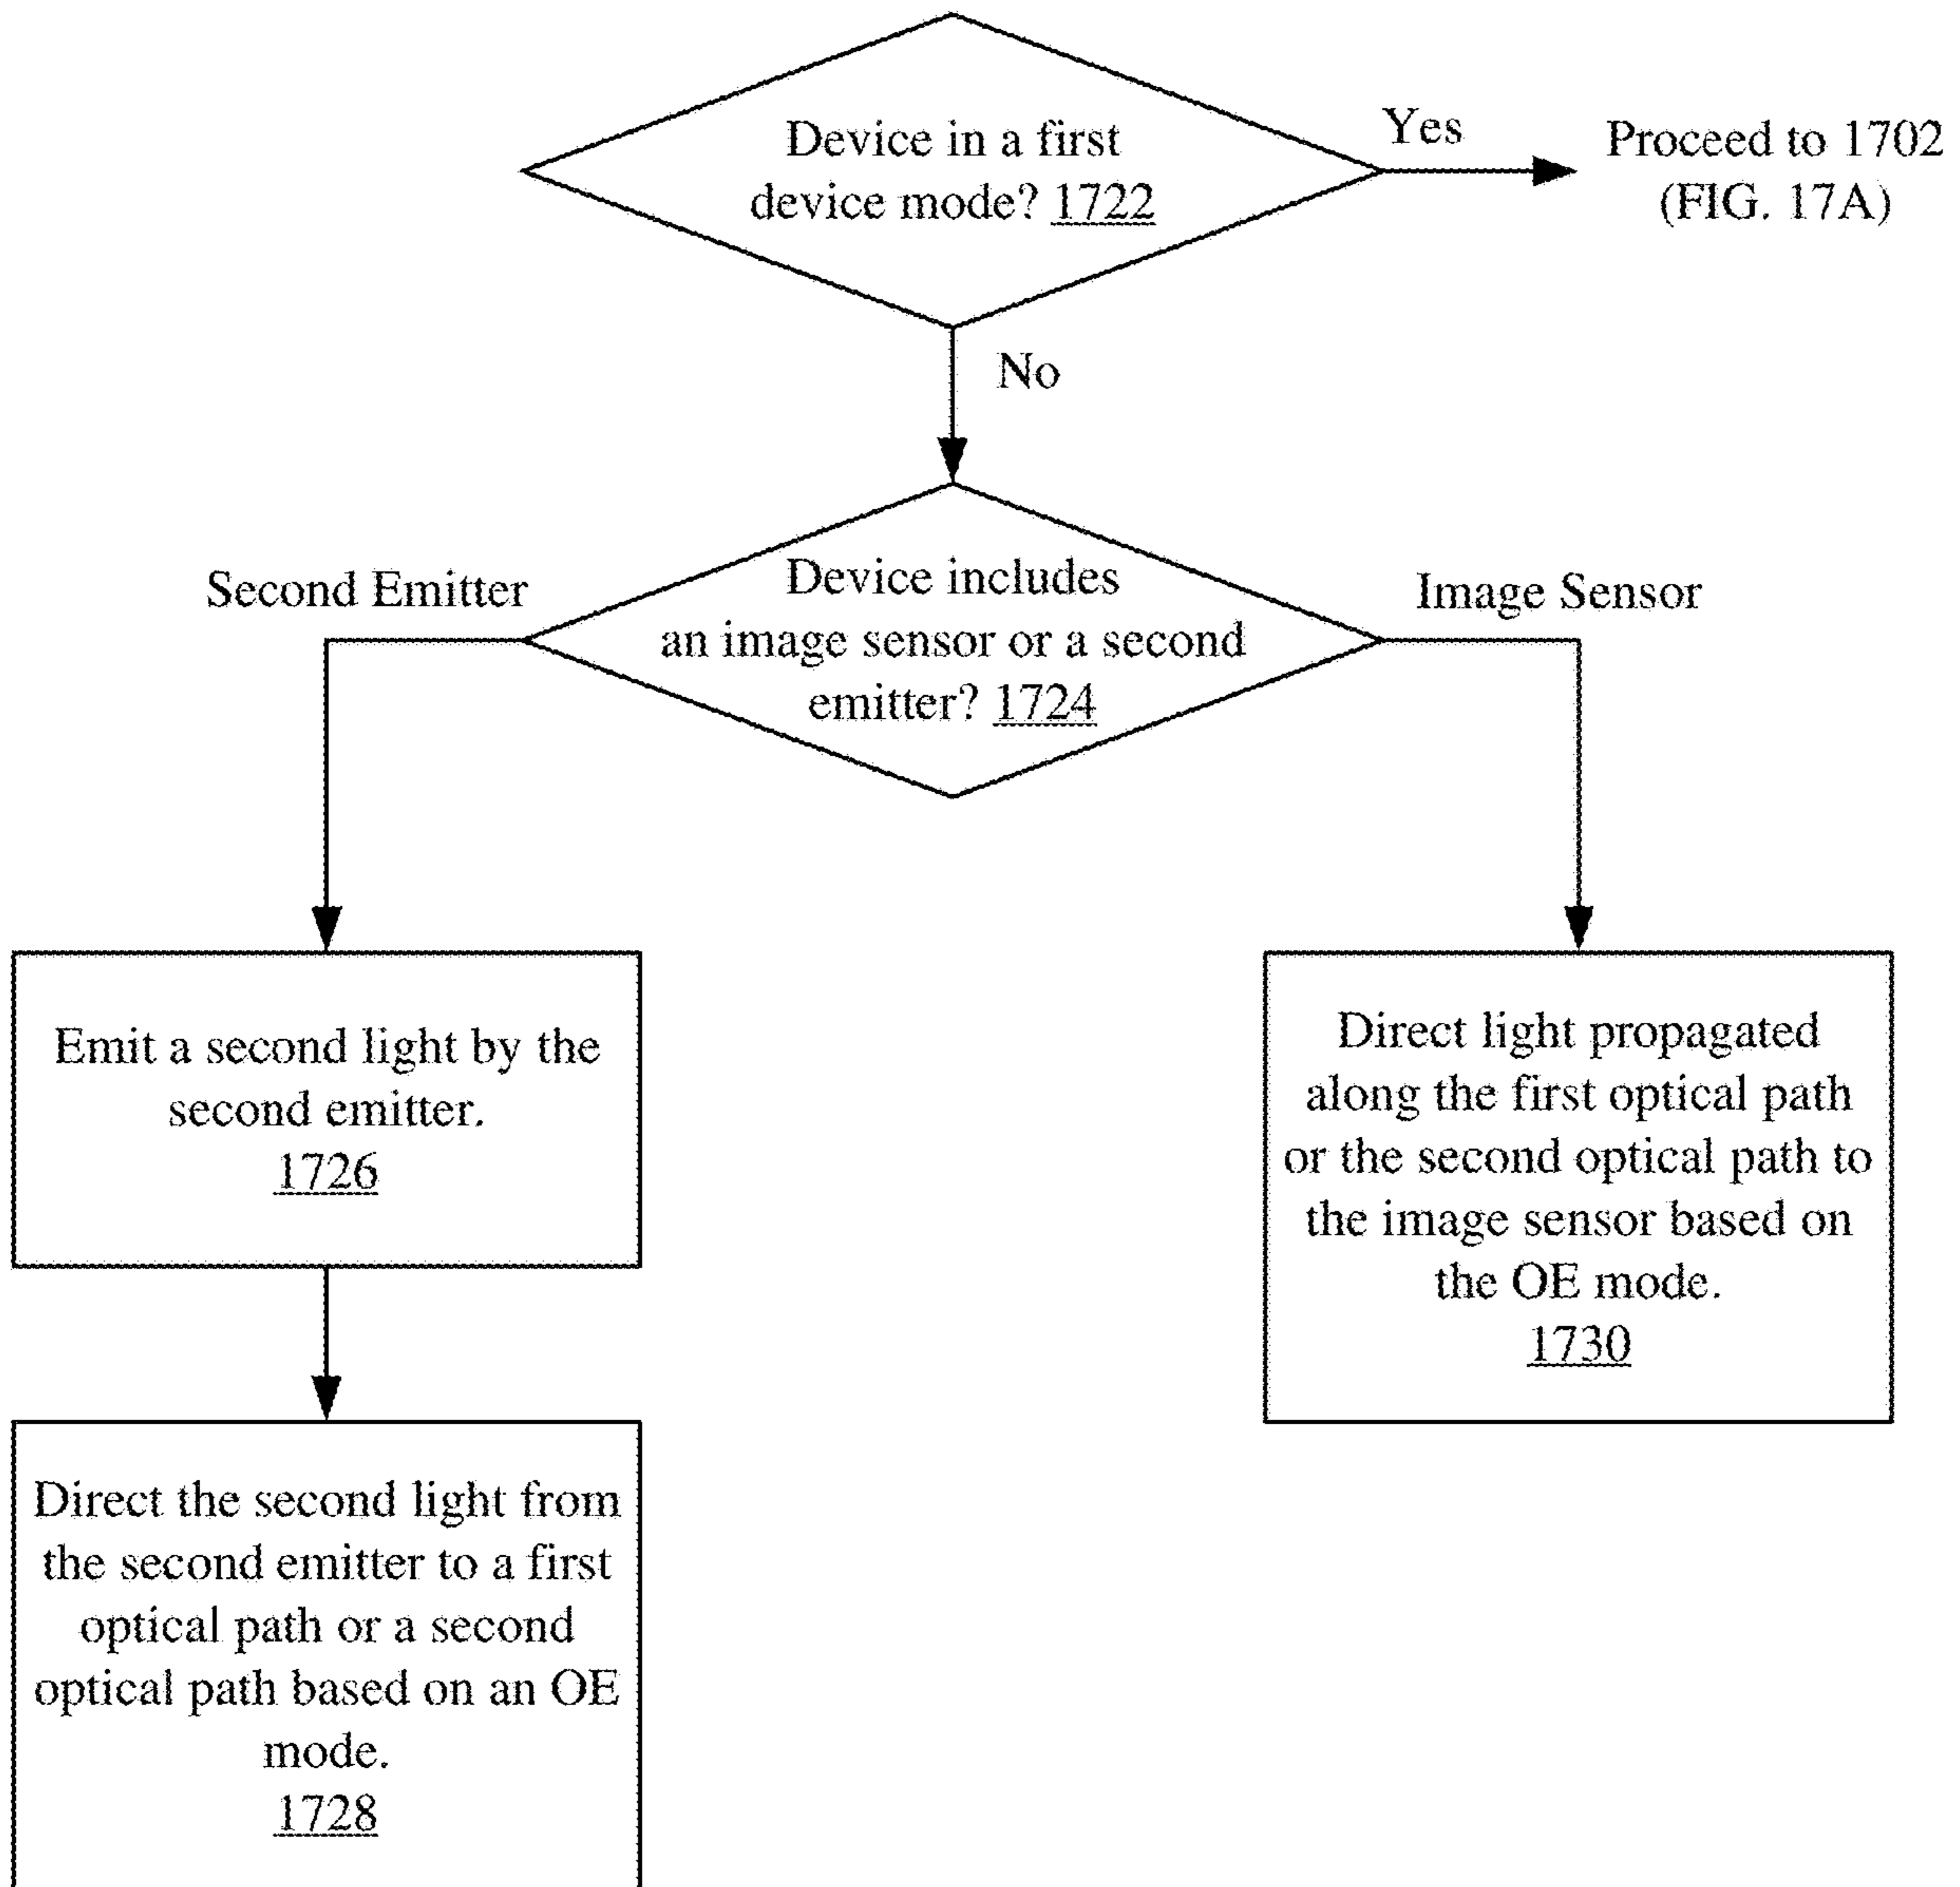 Device in a first
device mode? 1722
Yes
Proceed to 1702
(FIG. 17A)
No
Device includes
an image sensor or a second
emitter? 1724
Second Emitter
Image Sensor
Emit a second light by the
second emitter.
1726
Direct light propagated
along the first optical path
or the second optical path to
the image sensor based on
the OE mode.
1730
Direct the second light from
the second emitter to a first
optical path or a second
optical path based on an OE
mode.
1728